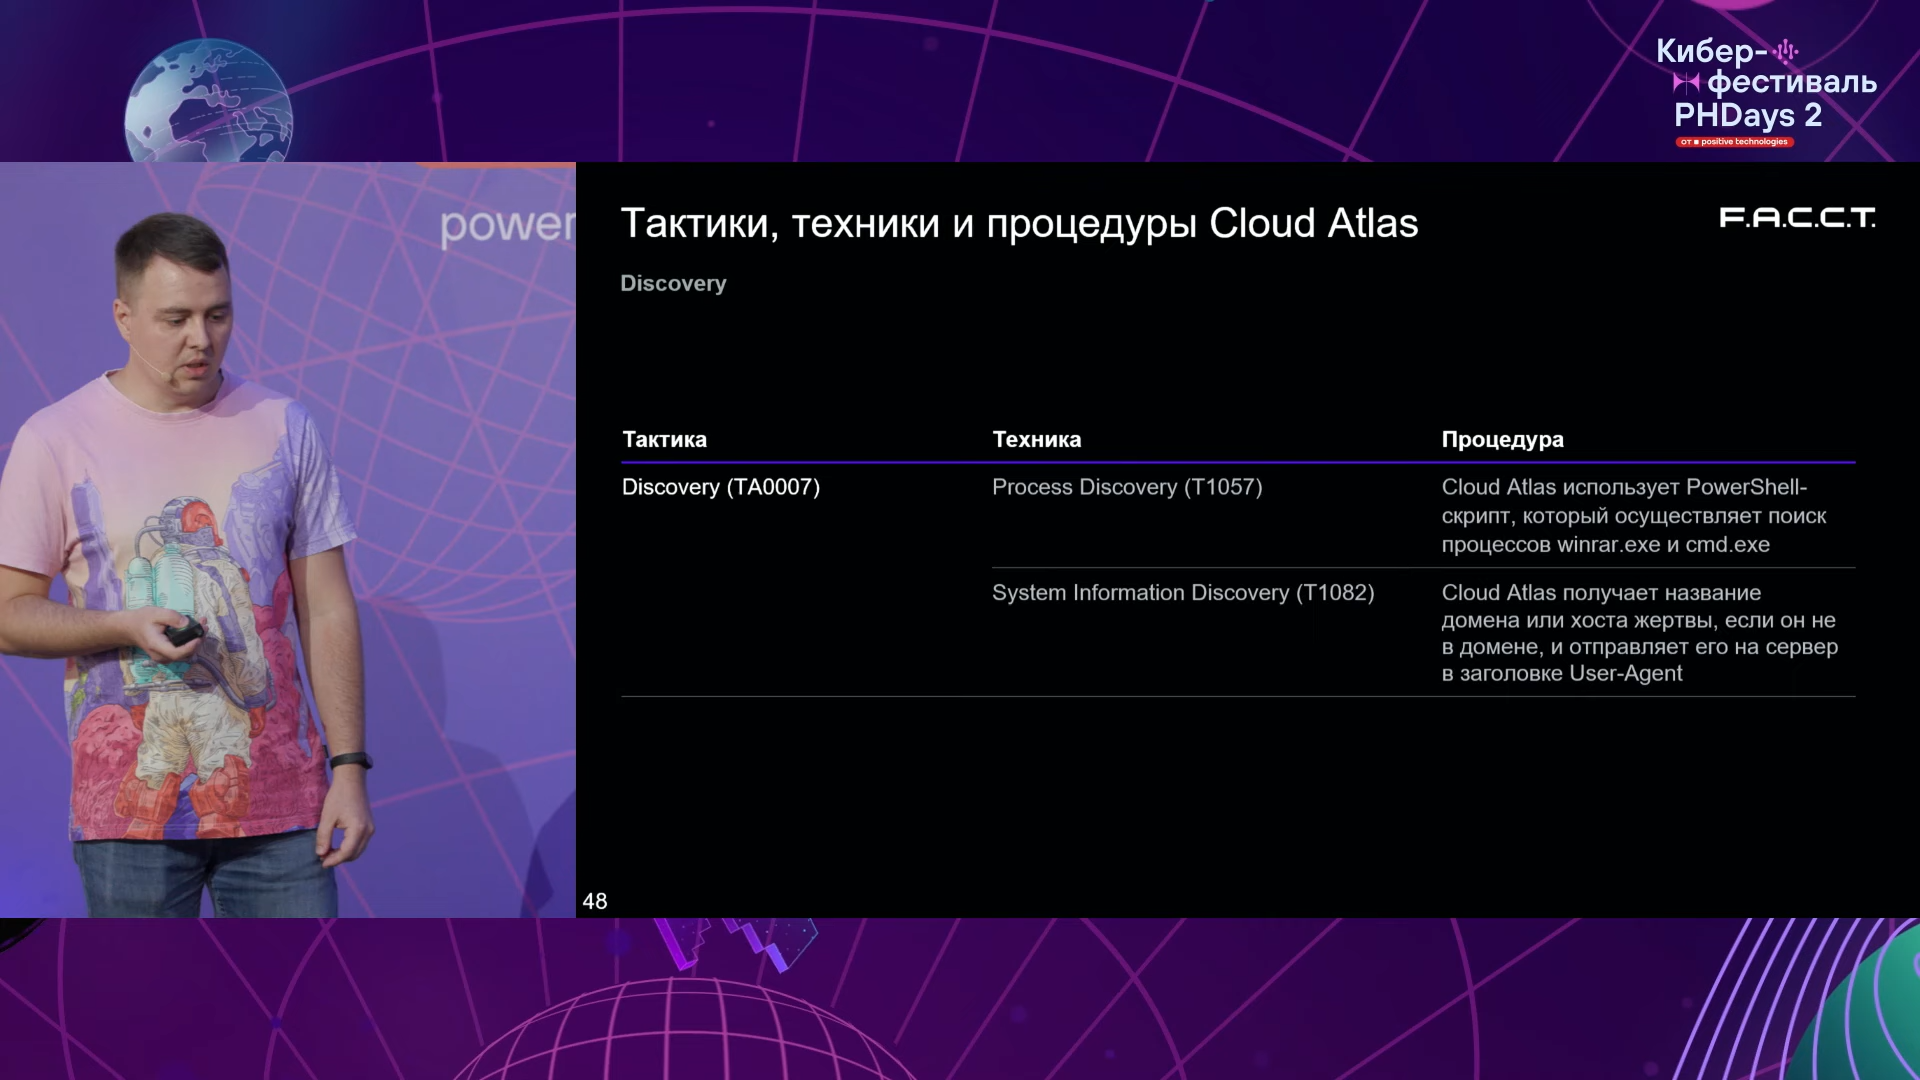 Кибер-
фестиваль
PHDays 2
от positive technologies
power
Тактики, техники и процедуры Cloud Atlas
F.A.C.C.T.
Discovery
Тактика
Техника
Процедура
Discovery (TA0007)
Process Discovery (T1057)
Cloud Atlas использует PowerShell-
скрипт, который осуществляет поиск
процессов winrar.exe и cmd.exe
System Information Discovery (T1082)
Cloud Atlas получает название
домена или хоста жертвы, если он не
в домене, и отправляет его на сервер
в заголовке User-Agent
48